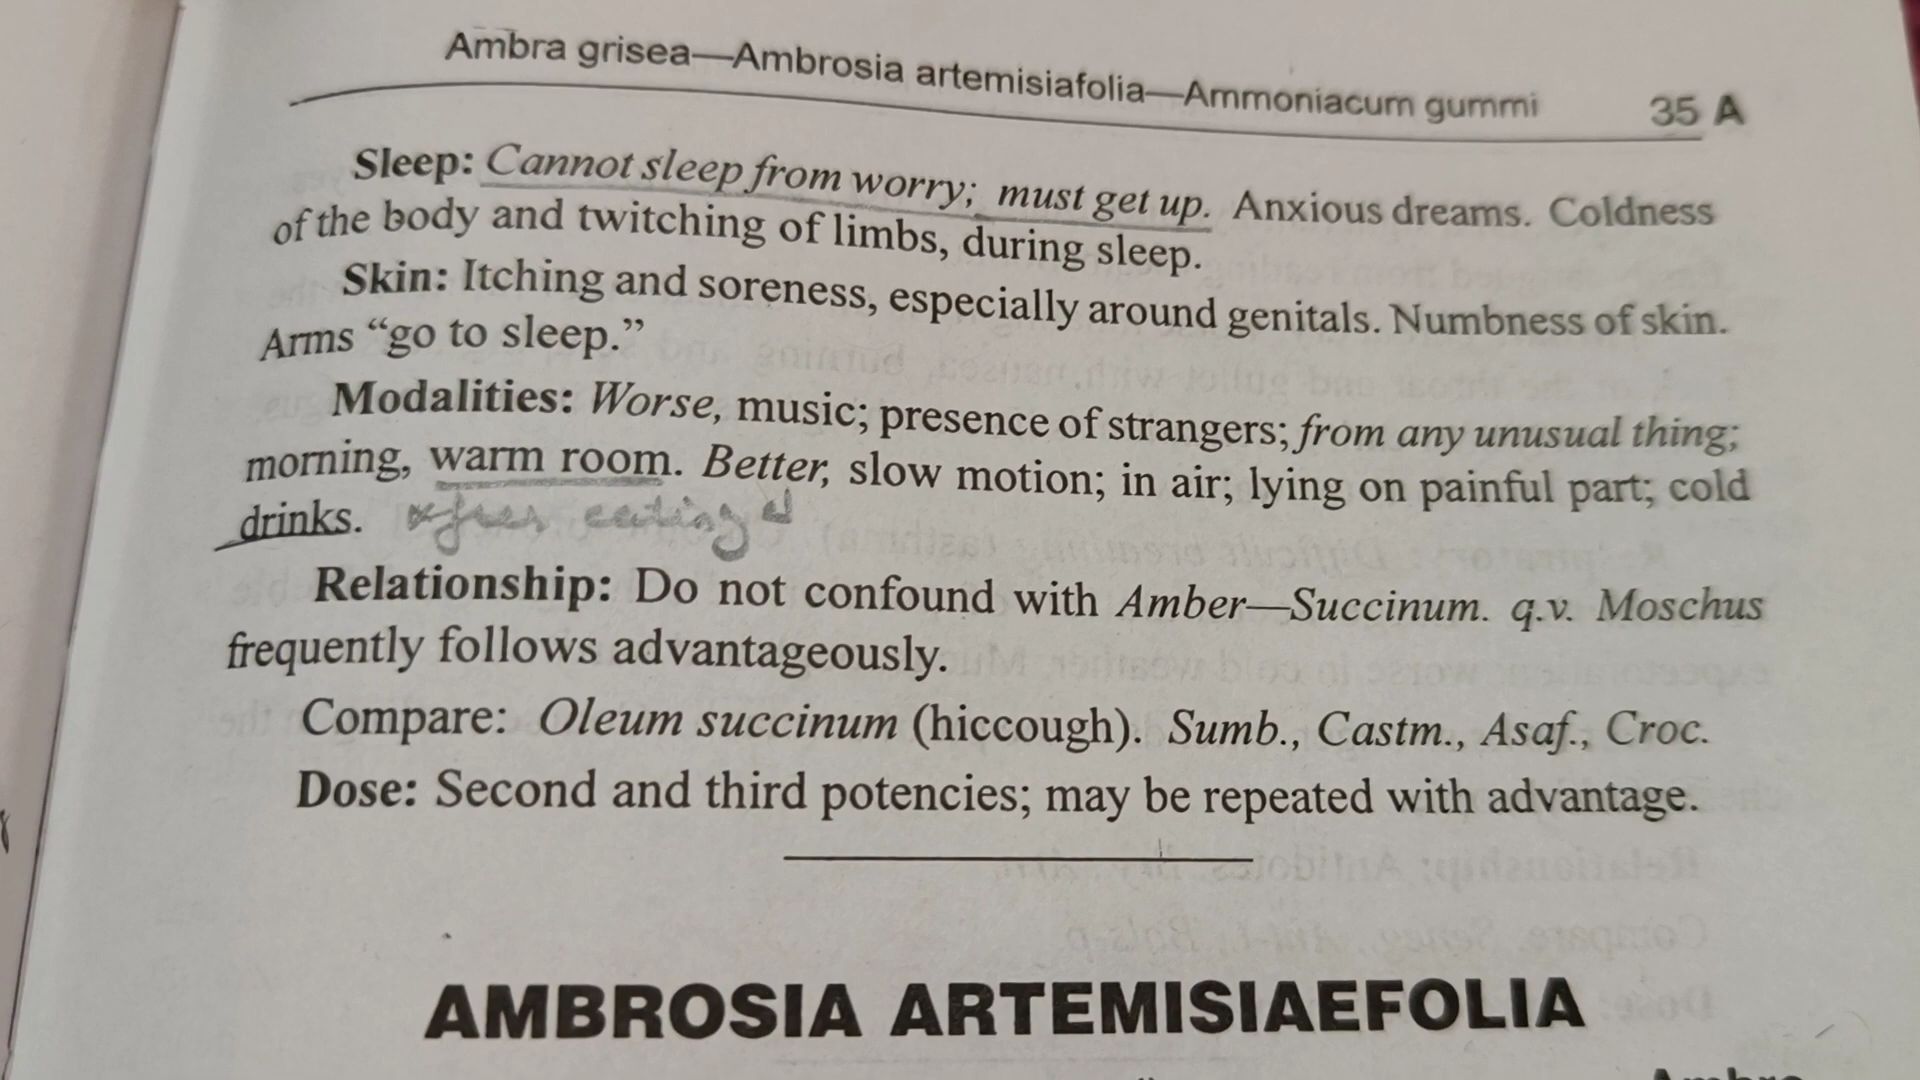 Ambra grisea—Ambrosia artemisiafolia—Ammoniacum gummi 35 A
Sleep: Cannot sleep from worry; must get up. Anxious dreams. Coldness
of the body and twitching of limbs, during sleep.
Skin: Itching and soreness, especially around genitals. Numbness of skin.
Arms “go to sleep.”
Modalities: Worse, music; presence of strangers; from any unusual thing;
morning, warm room. Better, slow motion; in air; lying on painful part; cold
drinks. after eating
Relationship: Do not confound with Amber—Succinum. q.v. Moschus
frequently follows advantageously.
Compare: Oleum succinum (hiccough). Sumb., Castm., Asaf., Croc.
Dose: Second and third potencies; may be repeated with advantage.
AMBROSIA ARTEMISIAEFOLIA